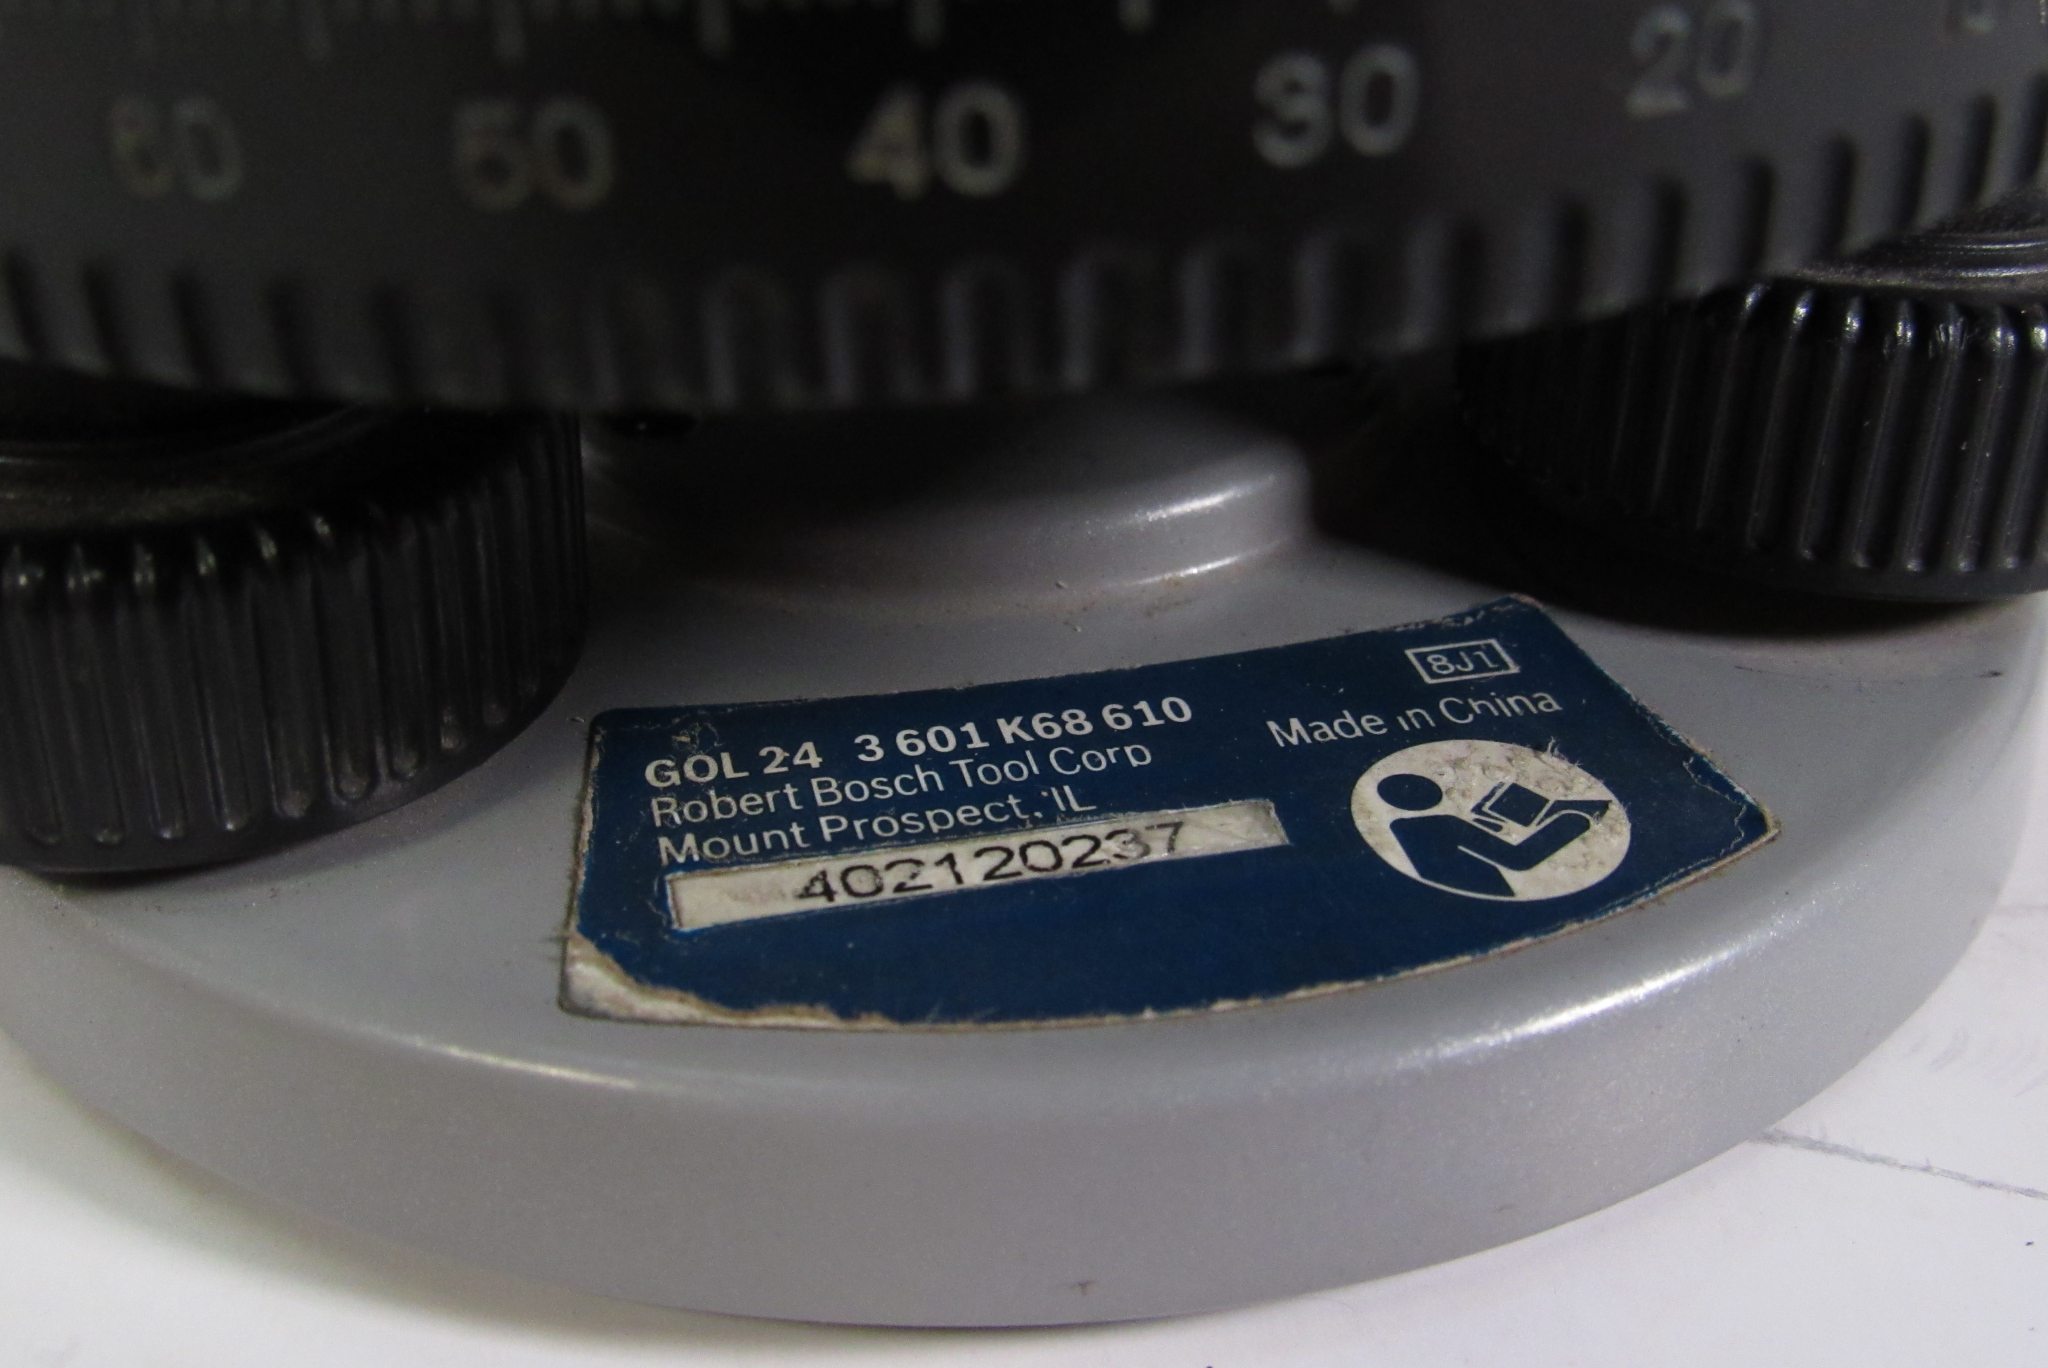 60 50 40 30 20
8J1
GOL 24 3 601 K68 610 Made in China
Robert Bosch Tool Corp
Mount Prospect, IL
402120237